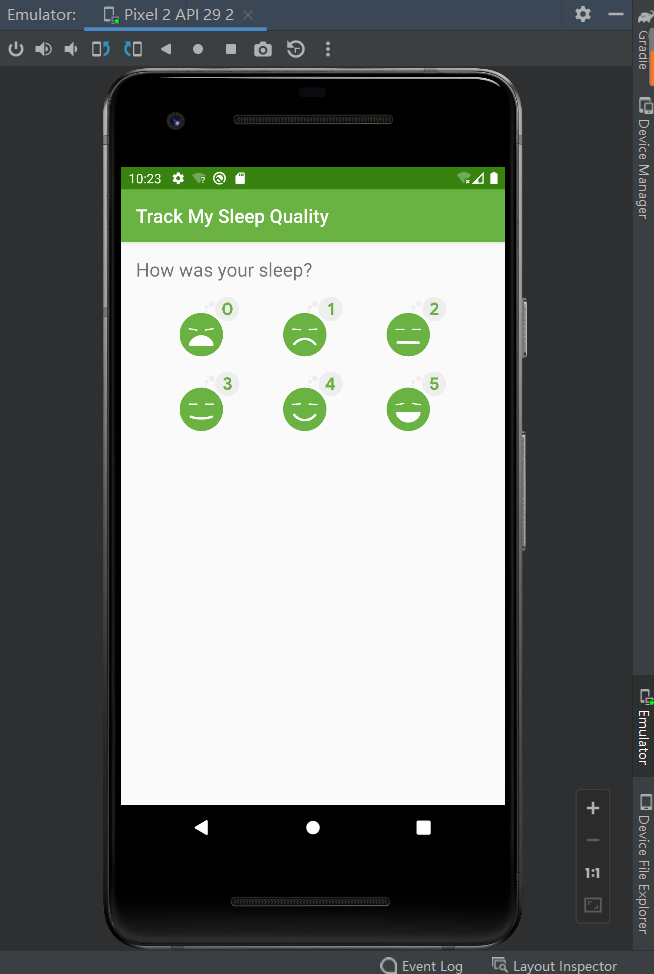 Emulator: Pixel 2 API 29 2
Gradle
Device Manager
10:23
Track My Sleep Quality
How was your sleep?
0 1 2
3 4 5
Emulator
1:1
Device File Explorer
Event Log Layout Inspector